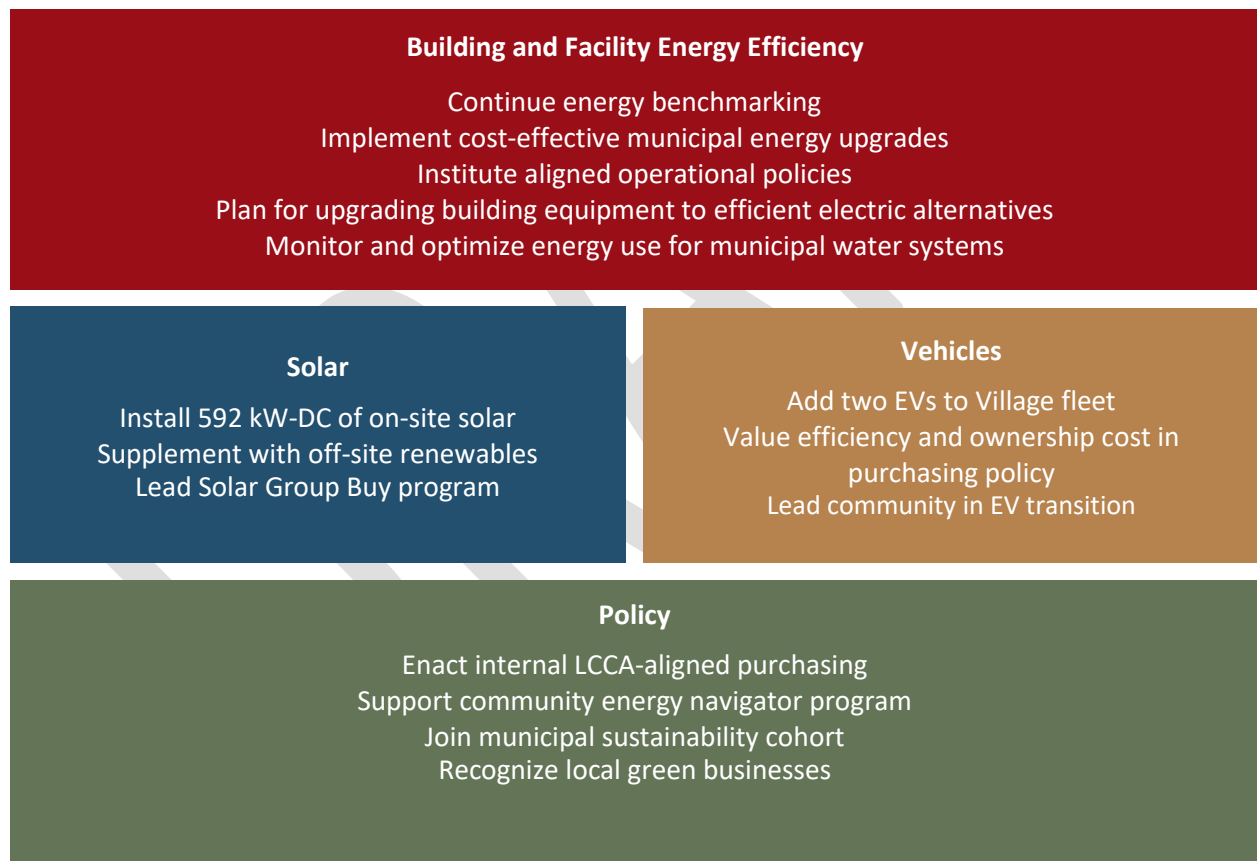 Building and Facility Energy Efficiency
Continue energy benchmarking
Implement cost-effective municipal energy upgrades
Institute aligned operational policies
Plan for upgrading building equipment to efficient electric alternatives
Monitor and optimize energy use for municipal water systems
Solar
Install 592 kW-DC of on-site solar
Supplement with off-site renewables
Lead Solar Group Buy program
Vehicles
Add two EVs to Village fleet
Value efficiency and ownership cost in
purchasing policy
Lead community in EV transition
Policy
Enact internal LCCA-aligned purchasing
Support community energy navigator program
Join municipal sustainability cohort
Recognize local green businesses